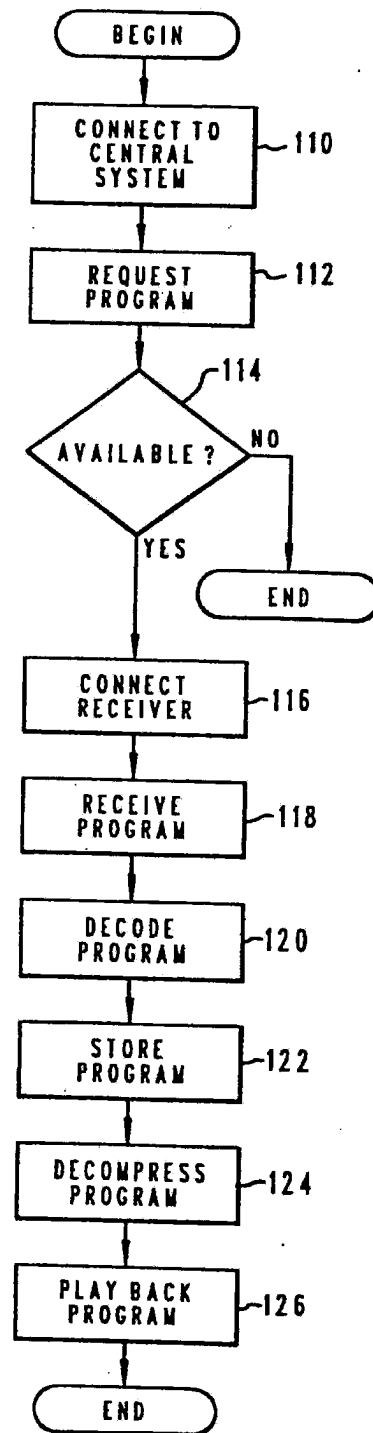 BEGIN
CONNECT TO
CENTRAL
SYSTEM
110
REQUEST
PROGRAM
112
114
AVAILABLE ?
NO
YES
END
CONNECT
RECEIVER
116
RECEIVE
PROGRAM
118
DECODE
PROGRAM
120
STORE
PROGRAM
122
DECOMPRESS
PROGRAM
124
PLAY BACK
PROGRAM
126
END